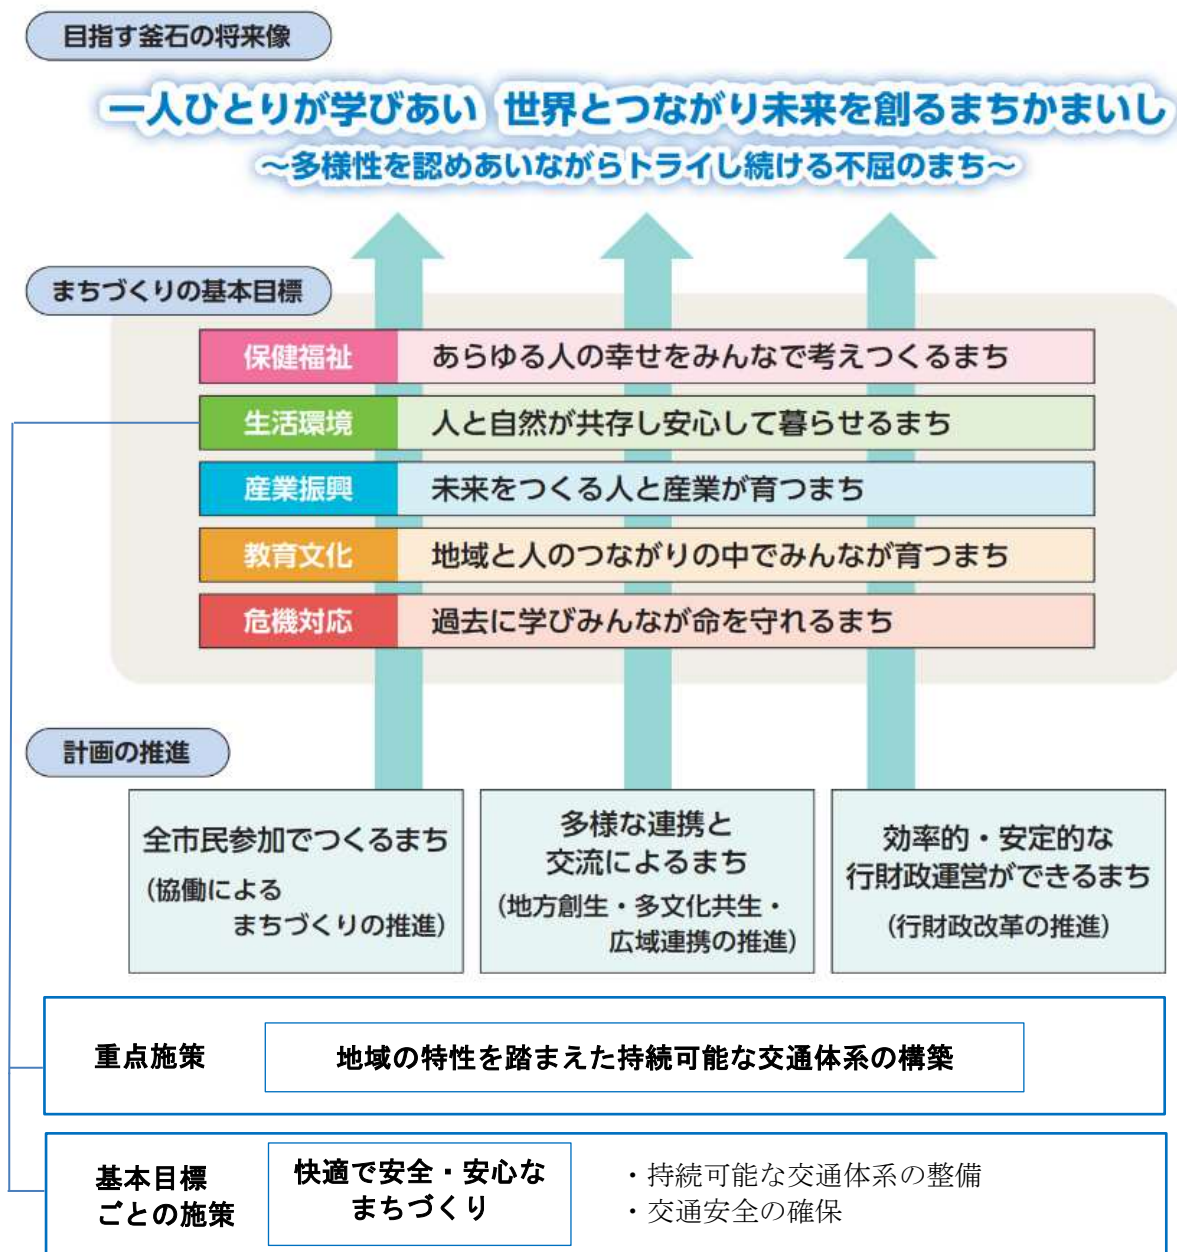 目指す釜石の将来像
一人ひとりが学びあい 世界とつながり未来を創るまちかまいし
～多様性を認めあいながらトライし続ける不屈のまち～
まちづくりの基本目標
保健福祉 あらゆる人の幸せをみんなで考えつくるまち
生活環境 人と自然が共存し安心して暮らせるまち
産業振興 未来をつくる人と産業が育つまち
教育文化 地域と人のつながりの中でみんなが育つまち
危機対応 過去に学びみんなが命を守れるまち
計画の推進
全市民参加でつくるまち
（協働による
まちづくりの推進）
多様な連携と
交流によるまち
（地方創生・多文化共生・
広域連携の推進）
効率的・安定的な
行財政運営ができるまち
（行財政改革の推進）
重点施策
地域の特性を踏まえた持続可能な交通体系の構築
基本目標
ごとの施策
快適で安全・安心な
まちづくり
・持続可能な交通体系の整備
・交通安全の確保